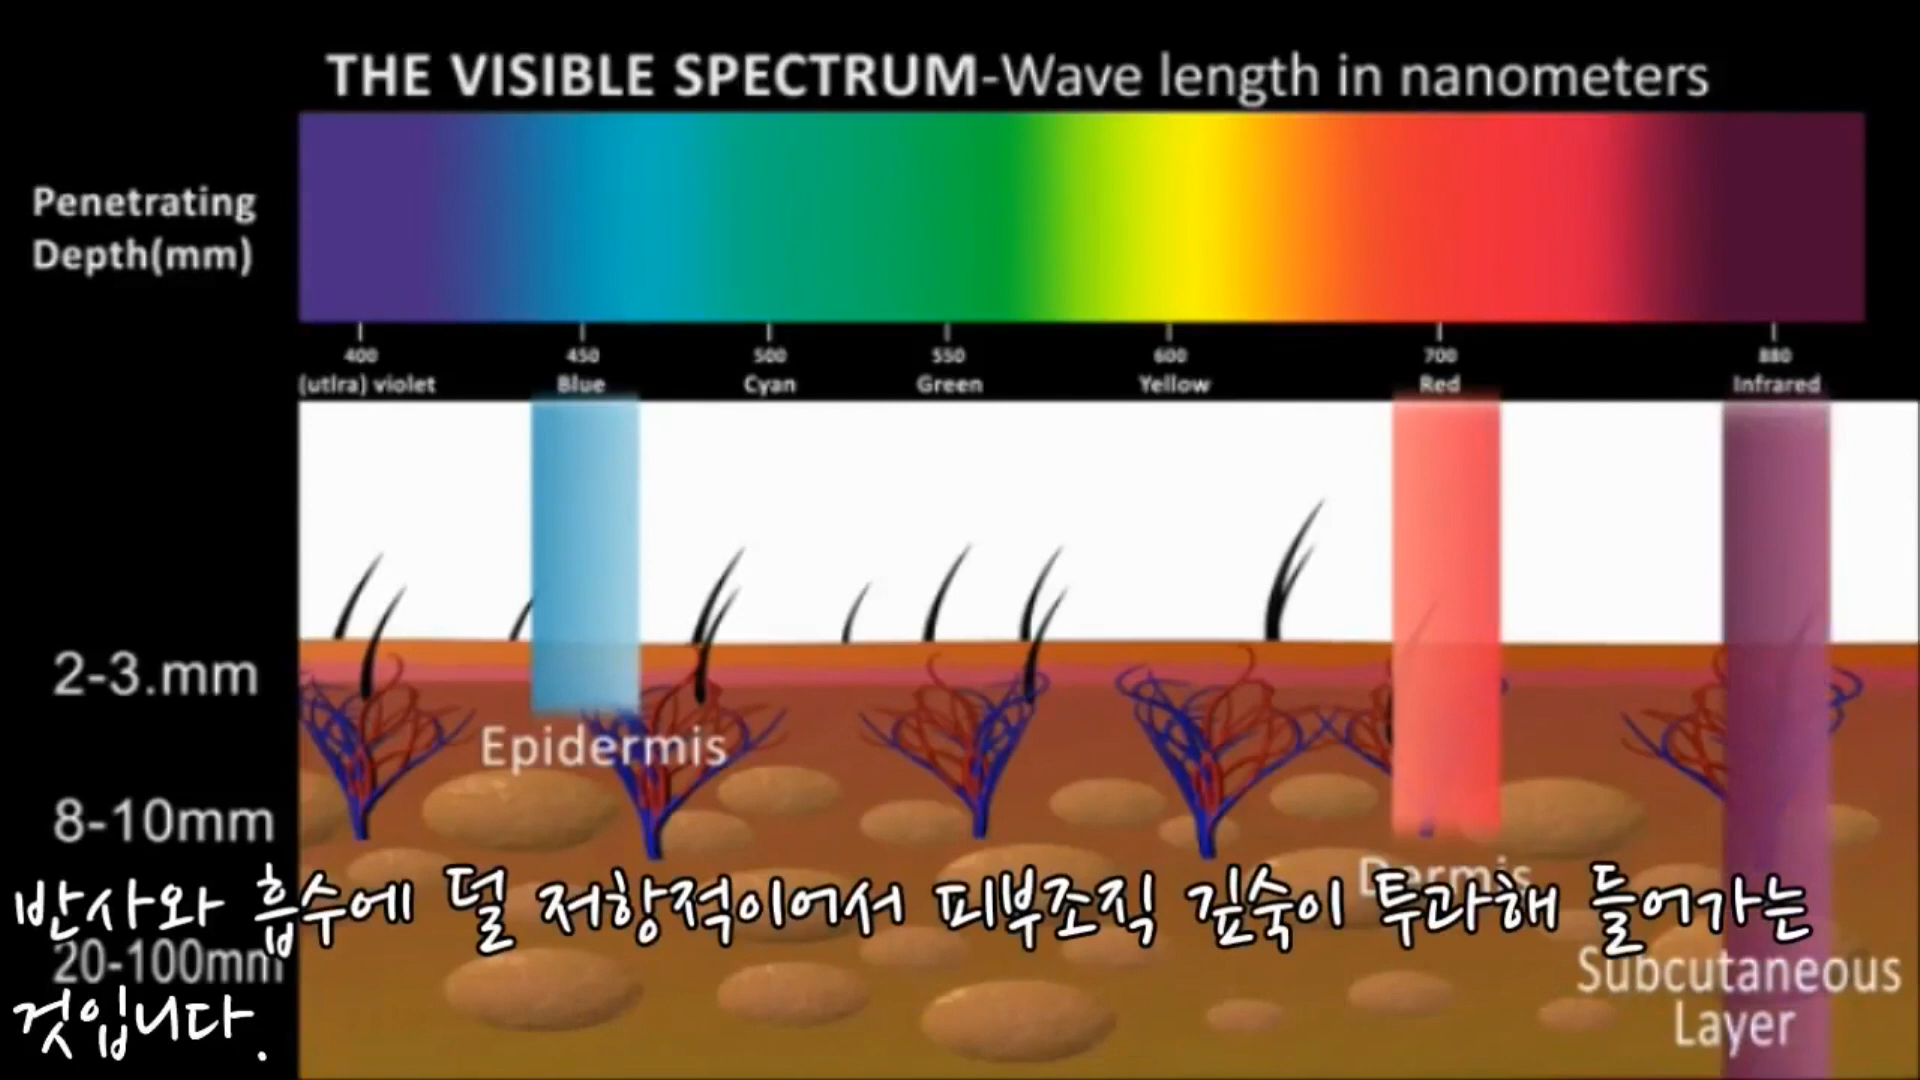 THE VISIBLE SPECTRUM-Wave length in nanometers
Penetrating
Depth(mm)
400 450 500 550 600 700 880
(utlra) violet Blue Cyan Green Yellow Red Infrared
2-3.mm
Epidermis
8-10mm
Dermis
반사와 흡수에 덜 저항적이어서 피부조직 깊숙이 투과해 들어가는
20-100mm
Subcutaneous
Layer
것입니다.